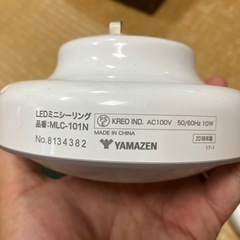 LEDミニシーリング
品番:MLC-101N
No.8134382
KREO IND. AC100V 50/60Hz 10W
MADE IN CHINA
2018年製
YAMAZEN